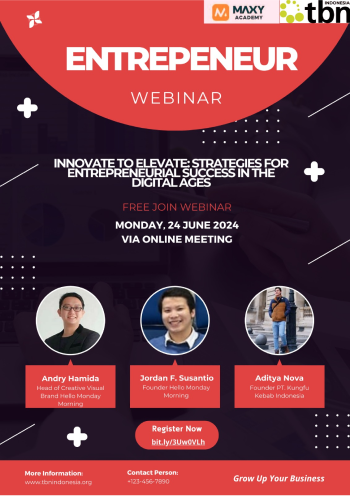 MAXY
ACADEMY
INDONESIA
tbn
ENTREPENEUR
WEBINAR
INNOVATE TO ELEVATE: STRATEGIES FOR
ENTREPRENEURIAL SUCCESS IN THE
DIGITAL AGES
FREE JOIN WEBINAR
MONDAY, 24 JUNE 2024
VIA ONLINE MEETING
Andry Hamida
Head of Creative Visual
Brand Hello Monday
Morning
Jordan F. Susantio
Founder Hello Monday
Morning
Aditya Nova
Founder PT. Kungfu
Kebab Indonesia
Register Now
bit.ly/3Uw0VLh
More Information:
www.tbnindonesia.org
Contact Person:
+123-456-7890
Grow Up Your Business